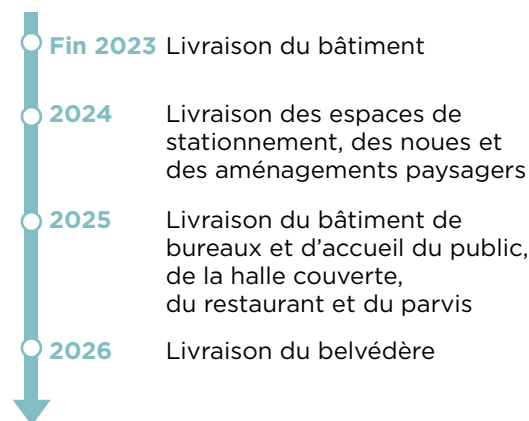 Fin 2023 Livraison du bâtiment
2024 Livraison des espaces de
stationnement, des noues et
des aménagements paysagers
2025 Livraison du bâtiment de
bureaux et d’accueil du public,
de la halle couverte,
du restaurant et du parvis
2026 Livraison du belvédère